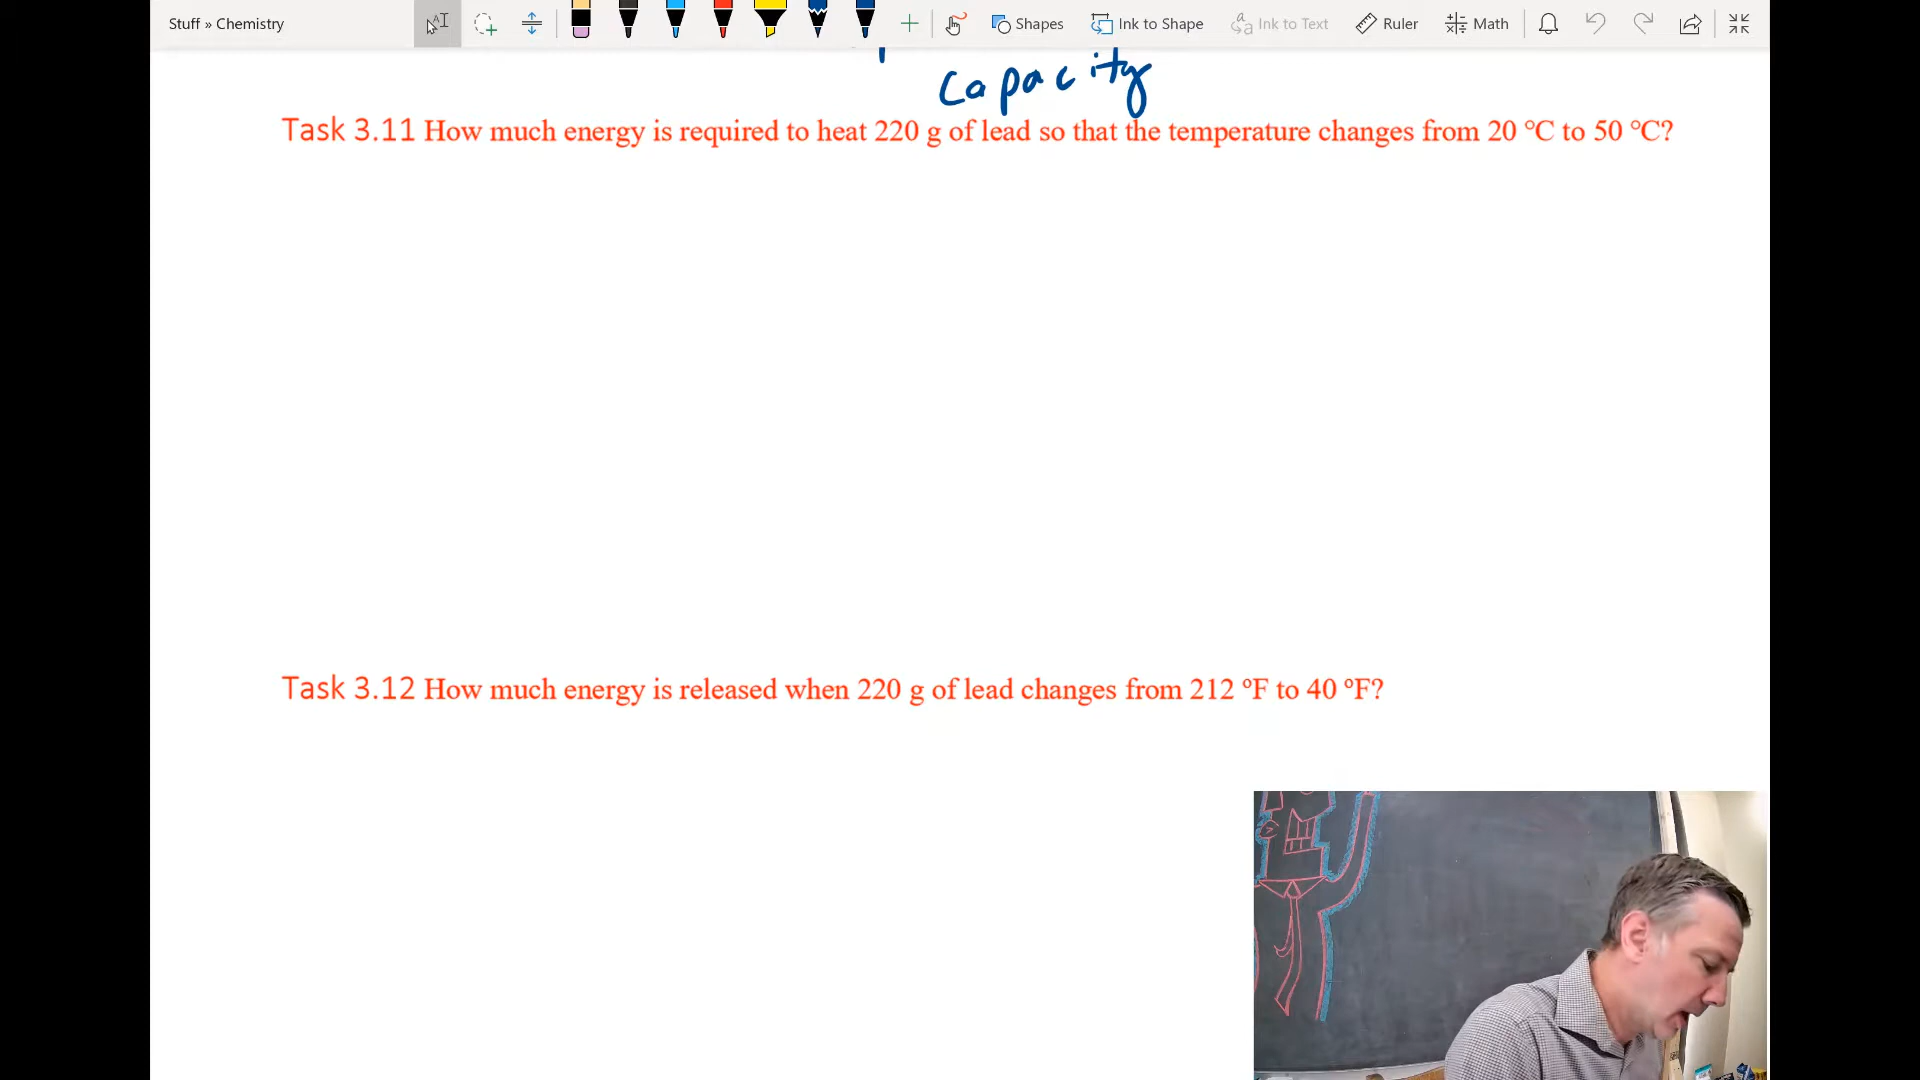 Stuff » Chemistry
Shapes
Ink to Shape
Ink to Text
Ruler
Math
capacity
Task 3.11 How much energy is required to heat 220 g of lead so that the temperature changes from 20 °C to 50 °C?
Task 3.12 How much energy is released when 220 g of lead changes from 212 °F to 40 °F?